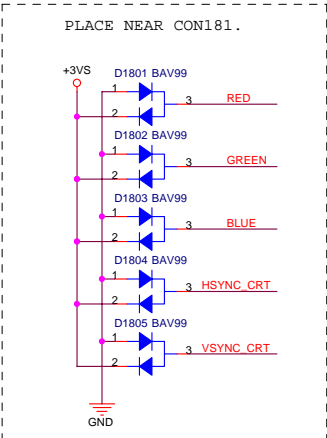 PLACE NEAR CON181.
+3VS
D1801 BAV99
1
3 RED
2
D1802 BAV99
1
3 GREEN
2
D1803 BAV99
1
3 BLUE
2
D1804 BAV99
1
3 HSYNC_CRT
2
D1805 BAV99
1
3 VSYNC_CRT
2
GND